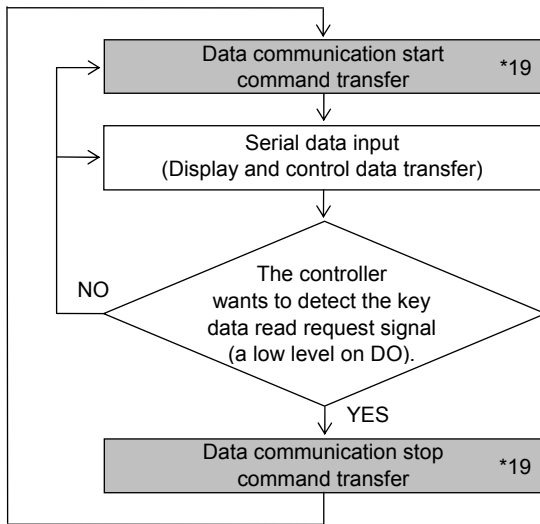 Data communication start
command transfer
*19
Serial data input
(Display and control data transfer)
The controller
wants to detect the key
data read request signal
(a low level on DO).
NO
YES
Data communication stop
command transfer
*19